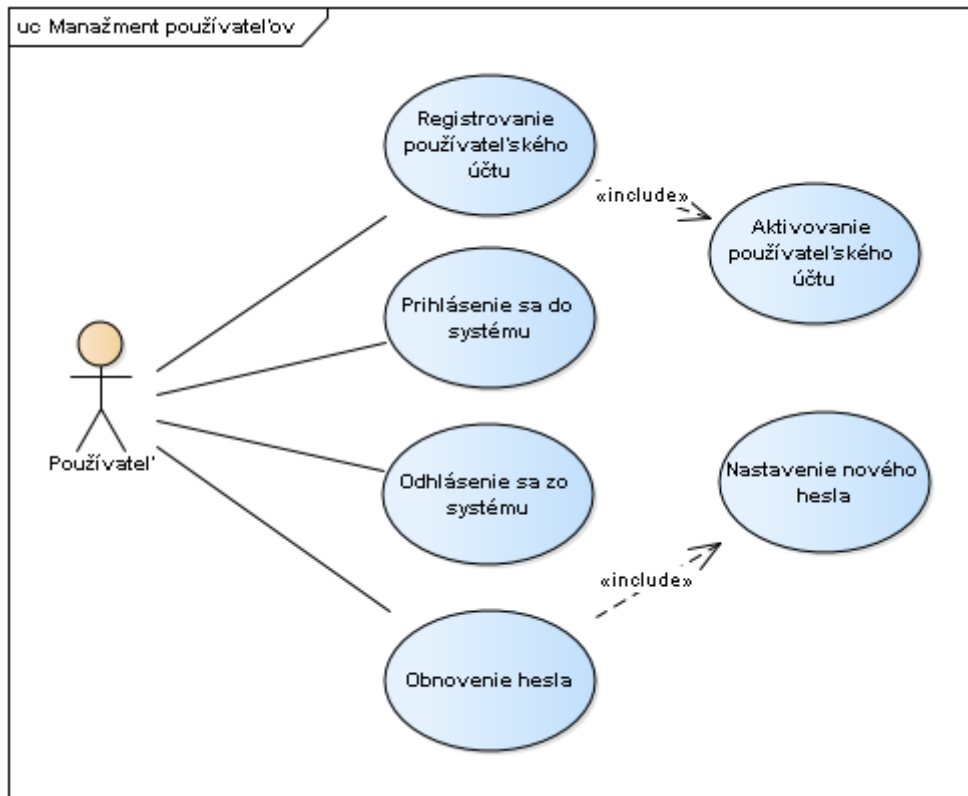 uc Manažment používateľov
Registrovanie
používateľského
účtu
«include»
Aktivovanie
používateľského
účtu
Prihlásenie sa do
systému
Používateľ
Odhlásenie sa zo
systému
Nastavenie nového
hesla
«include»
Obnovenie hesla